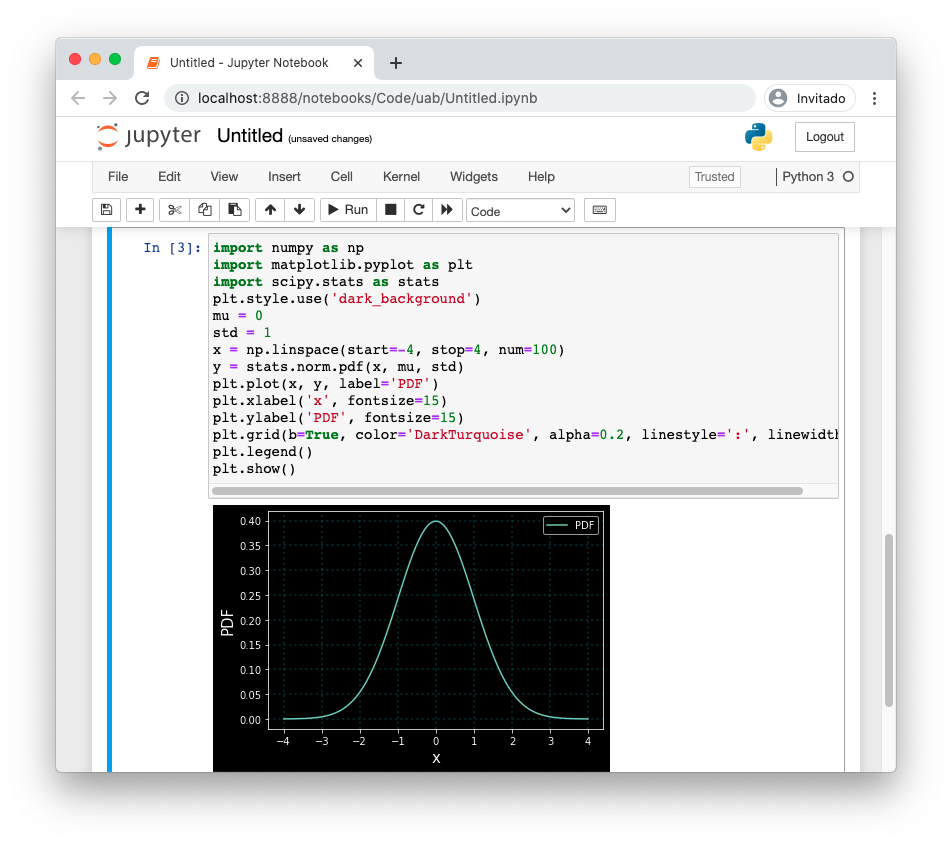 Untitled - Jupyter Notebook
localhost:8888/notebooks/Code/uab/Untitled.ipynb
Invitado
jupyter Untitled (unsaved changes)
Logout
File Edit View Insert Cell Kernel Widgets Help
Trusted
Python 3
Run
Code
In [3]:
import numpy as np
import matplotlib.pyplot as plt
import scipy.stats as stats
plt.style.use('dark_background')
mu = 0
std = 1
x = np.linspace(start=-4, stop=4, num=100)
y = stats.norm.pdf(x, mu, std)
plt.plot(x, y, label='PDF')
plt.xlabel('x', fontsize=15)
plt.ylabel('PDF', fontsize=15)
plt.grid(b=True, color='DarkTurquoise', alpha=0.2, linestyle=':', linewidth
plt.legend()
plt.show()
PDF
0.40
0.35
0.30
0.25
0.20
0.15
0.10
0.05
0.00
PDF
−4 −3 −2 −1 0 1 2 3 4
x